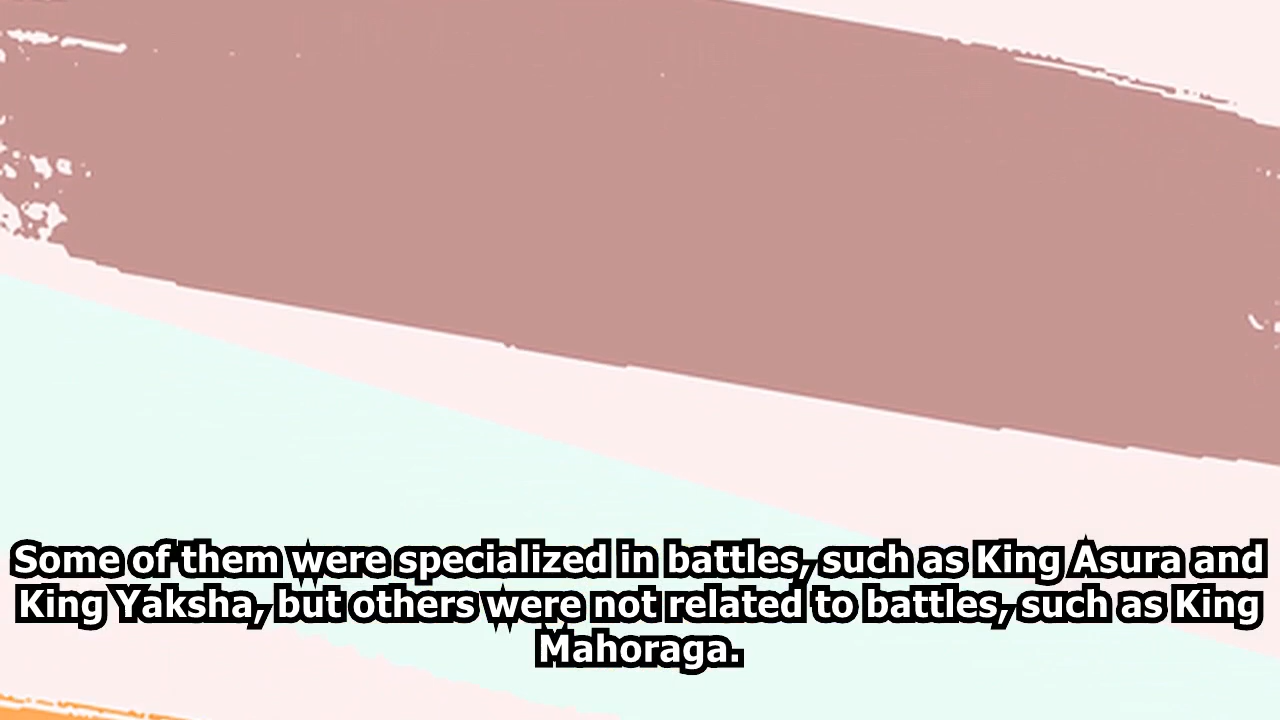 Some of them were specialized in battles, such as King Asura and
King Yaksha, but others were not related to battles, such as King
Mahoraga.